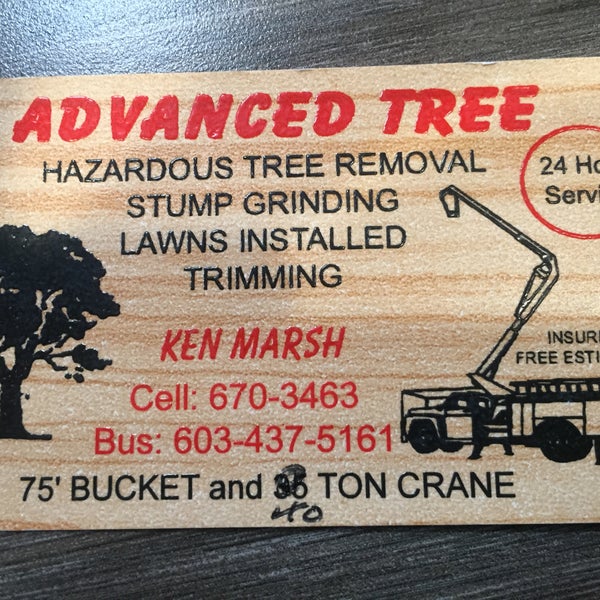 ADVANCED TREE
HAZARDOUS TREE REMOVAL
STUMP GRINDING
LAWNS INSTALLED
TRIMMING
24 Ho
Servi
KEN MARSH
INSUR
FREE ESTI
Cell: 670-3463
Bus: 603-437-5161
75' BUCKET and TON CRANE
40